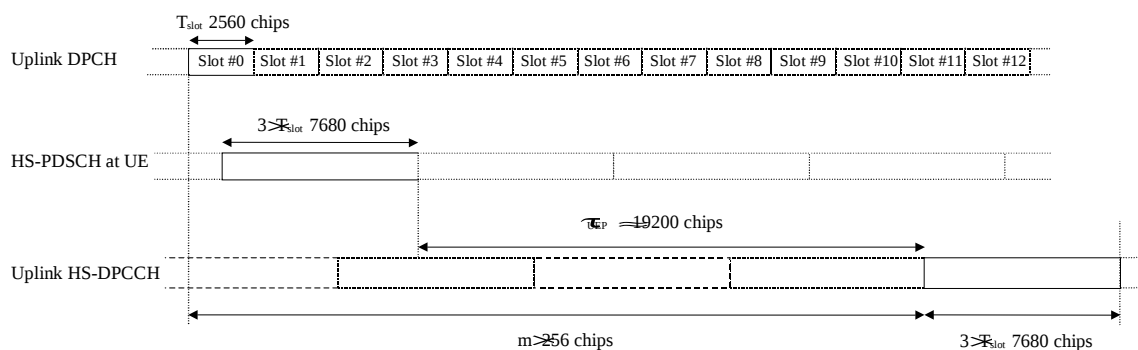 Tslot 2560 chips
Uplink DPCH
Slot #0 Slot #1 Slot #2 Slot #3 Slot #4 Slot #5 Slot #6 Slot #7 Slot #8 Slot #9 Slot #10 Slot #11 Slot #12
3×Tslot 7680 chips
HS-PDSCH at UE
τUEP =19200 chips
Uplink HS-DPCCH
m×256 chips
3×Tslot 7680 chips